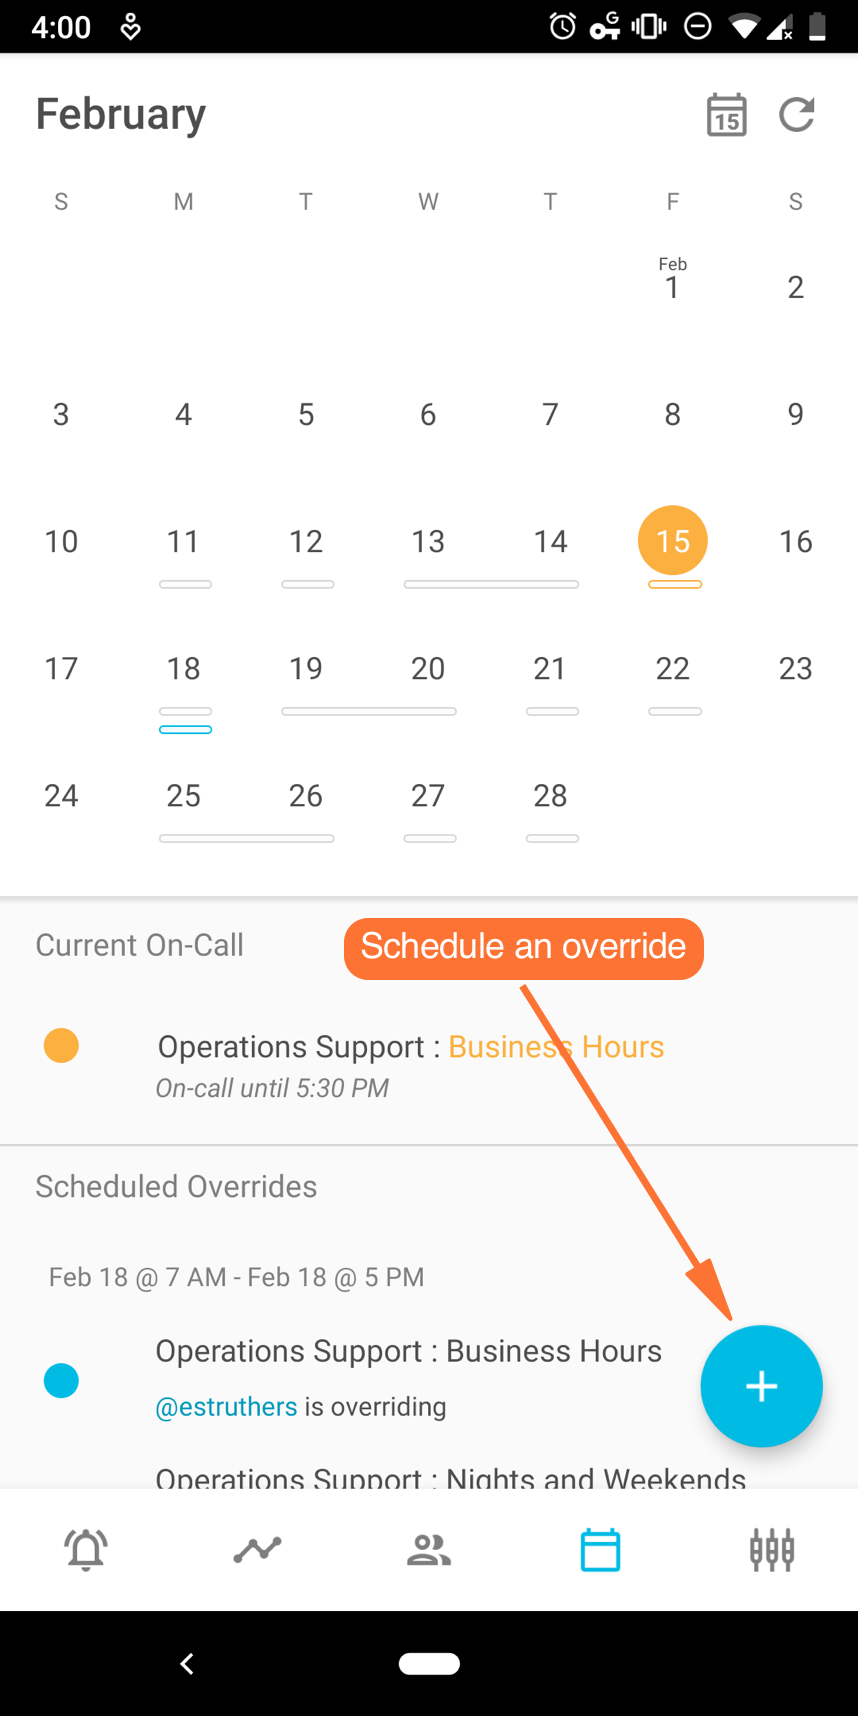 4:00
G
February
15
S M T W T F S
Feb
1 2
3 4 5 6 7 8 9
10 11 12 13 14 15 16
17 18 19 20 21 22 23
24 25 26 27 28
Current On-Call
Schedule an override
Operations Support : Business Hours
On-call until 5:30 PM
Scheduled Overrides
Feb 18 @ 7 AM - Feb 18 @ 5 PM
Operations Support : Business Hours
@estruthers is overriding
Operations Support : Nights and Weekends